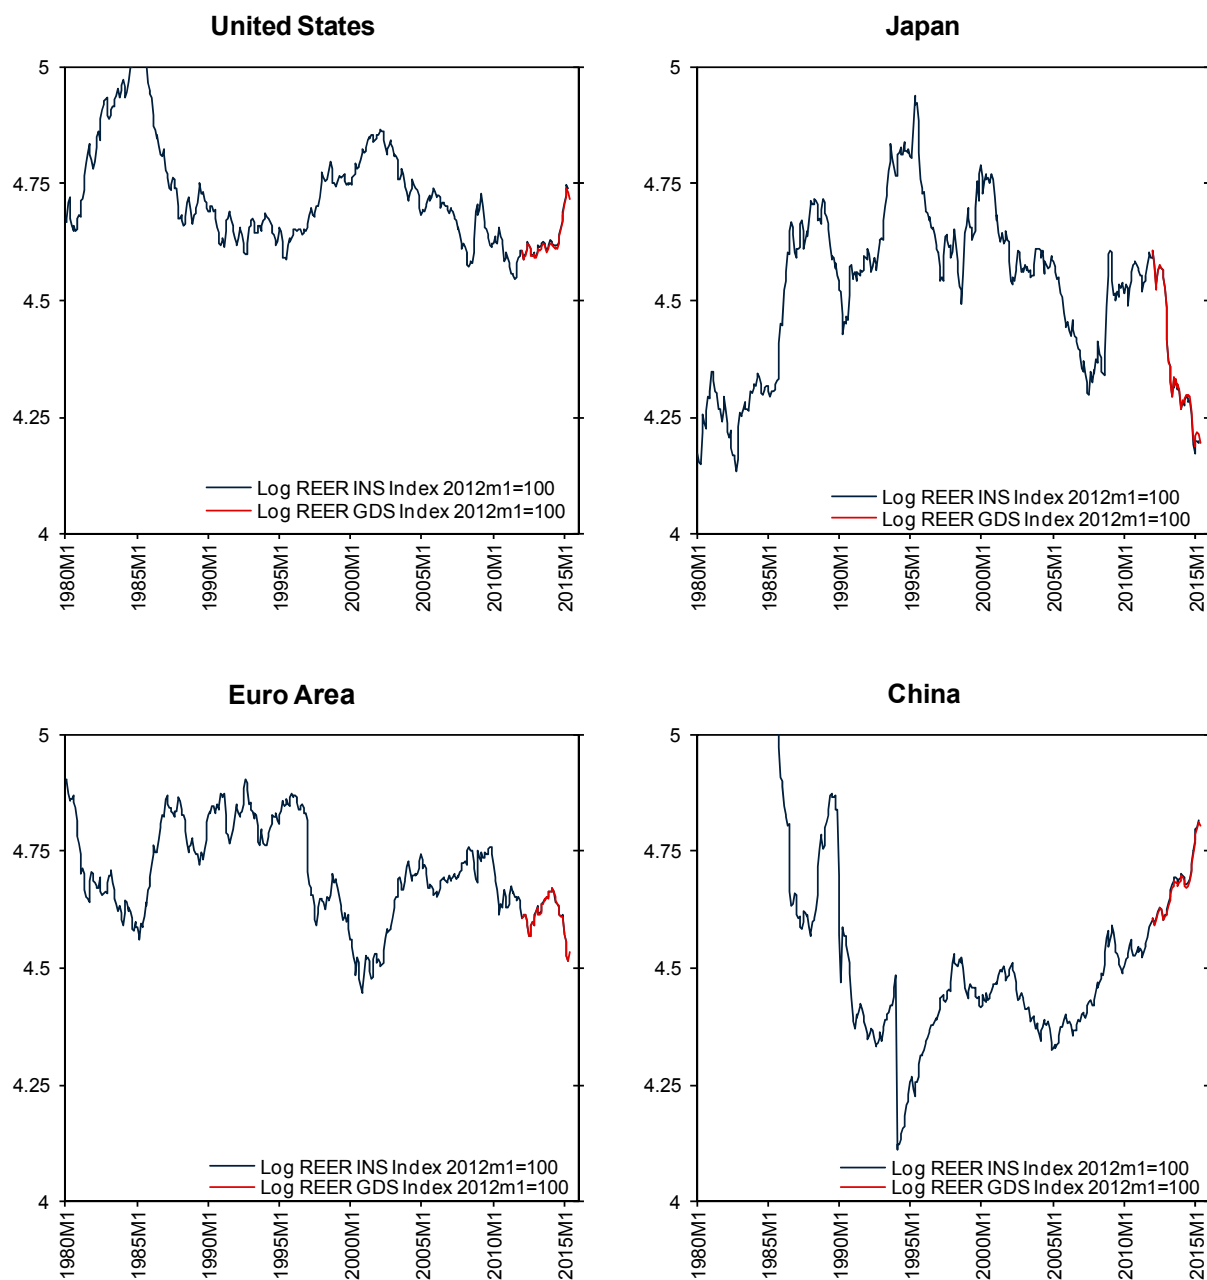 United States
5
4.75
4.5
4.25
4
Log REER INS Index 2012m1=100
Log REER GDS Index 2012m1=100
1980M1
1985M1
1990M1
1995M1
2000M1
2005M1
2010M1
2015M1
Japan
5
4.75
4.5
4.25
4
Log REER INS Index 2012m1=100
Log REER GDS Index 2012m1=100
1980M1
1985M1
1990M1
1995M1
2000M1
2005M1
2010M1
2015M1
Euro Area
5
4.75
4.5
4.25
4
Log REER INS Index 2012m1=100
Log REER GDS Index 2012m1=100
1980M1
1985M1
1990M1
1995M1
2000M1
2005M1
2010M1
2015M1
China
5
4.75
4.5
4.25
4
Log REER INS Index 2012m1=100
Log REER GDS Index 2012m1=100
1980M1
1985M1
1990M1
1995M1
2000M1
2005M1
2010M1
2015M1